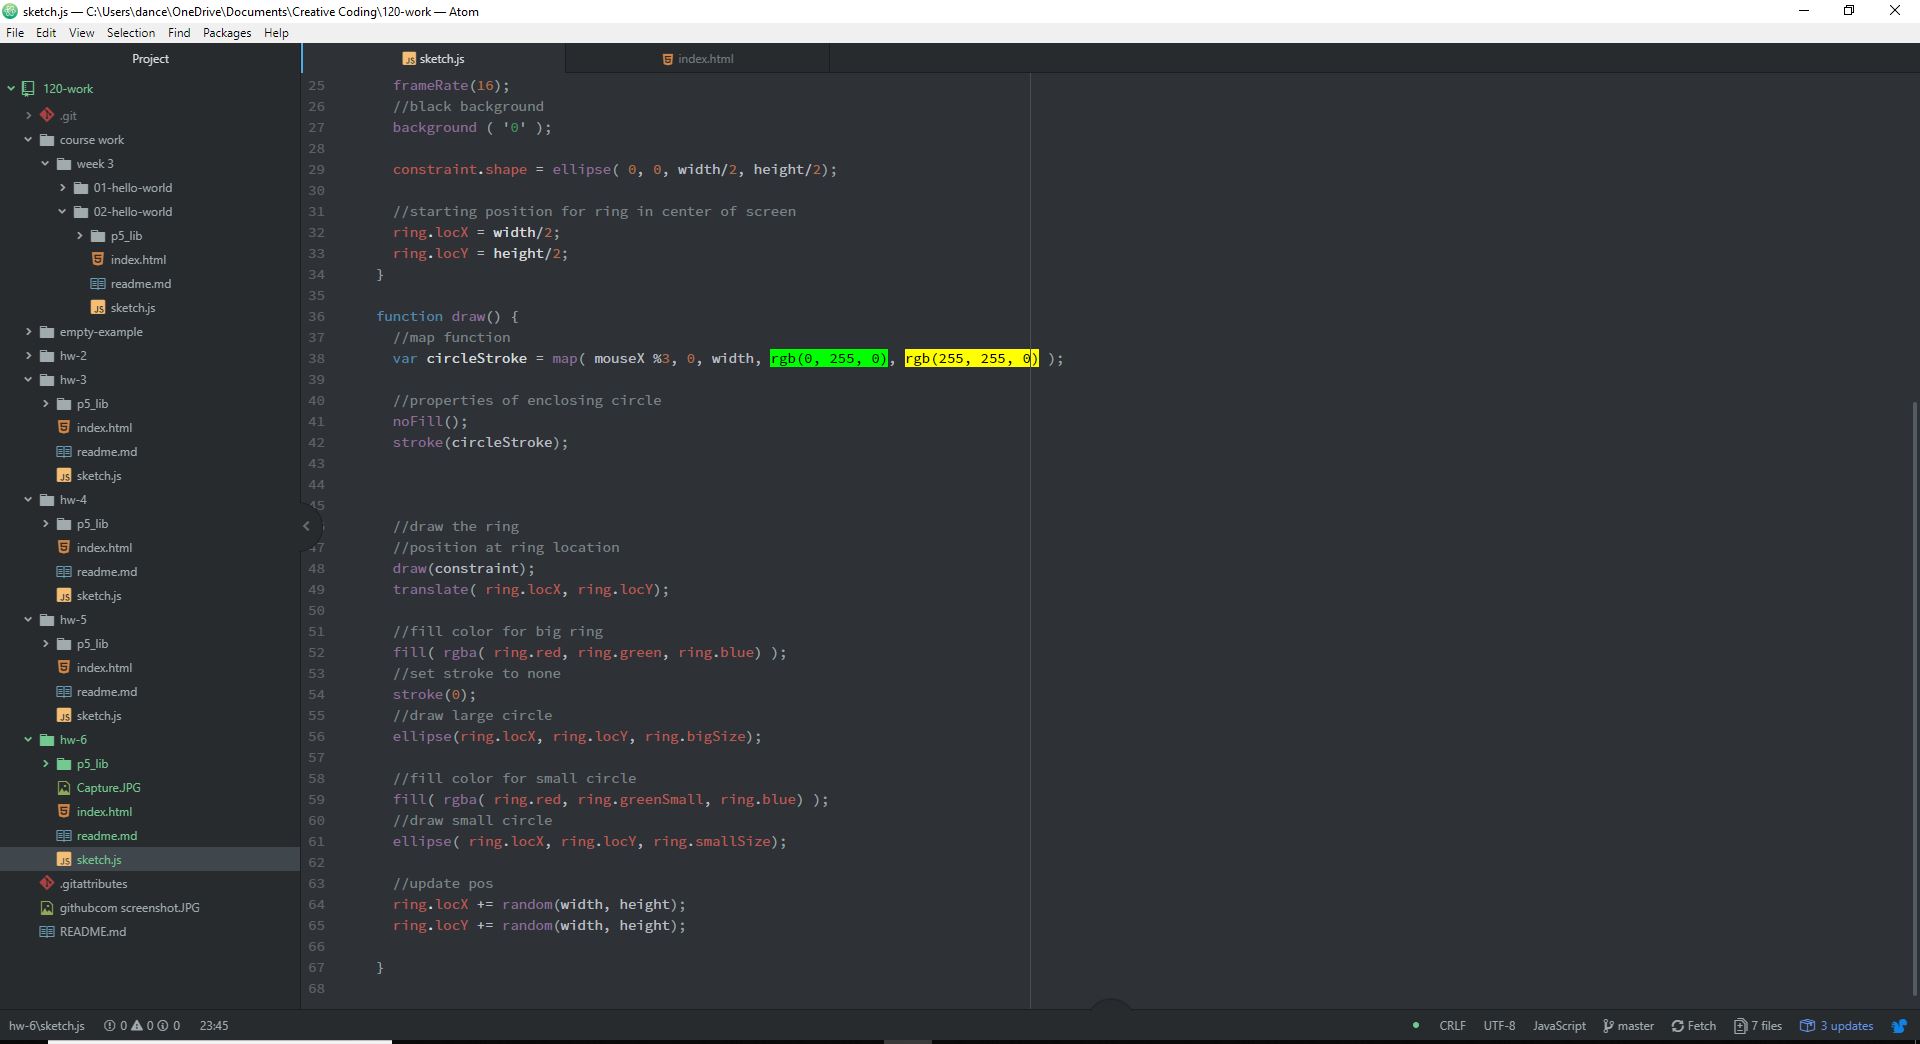 sketch.js — C:\Users\dance\OneDrive\Documents\Creative Coding\120-work — Atom
File Edit View Selection Find Packages Help
Project
120-work
.git
course work
week 3
01-hello-world
02-hello-world
p5_lib
index.html
readme.md
sketch.js
empty-example
hw-2
hw-3
p5_lib
index.html
readme.md
sketch.js
hw-4
p5_lib
index.html
readme.md
sketch.js
hw-5
p5_lib
index.html
readme.md
sketch.js
hw-6
p5_lib
Capture.JPG
index.html
readme.md
sketch.js
.gitattributes
githubcom screenshot.JPG
README.md
sketch.js index.html
25 frameRate(16);
26 //black background
27 background ( '0' );
28
29 constraint.shape = ellipse( 0, 0, width/2, height/2);
30
31 //starting position for ring in center of screen
32 ring.locX = width/2;
33 ring.locY = height/2;
34 }
35
36 function draw() {
37 //map function
38 var circleStroke = map( mouseX %3, 0, width, rgb(0, 255, 0), rgb(255, 255, 0) );
39
40 //properties of enclosing circle
41 noFill();
42 stroke(circleStroke);
43
44
45
//draw the ring
47 //position at ring location
48 draw(constraint);
49 translate( ring.locX, ring.locY);
50
51 //fill color for big ring
52 fill( rgba( ring.red, ring.green, ring.blue) );
53 //set stroke to none
54 stroke(0);
55 //draw large circle
56 ellipse(ring.locX, ring.locY, ring.bigSize);
57
58 //fill color for small circle
59 fill( rgba( ring.red, ring.greenSmall, ring.blue) );
60 //draw small circle
61 ellipse( ring.locX, ring.locY, ring.smallSize);
62
63 //update pos
64 ring.locX += random(width, height);
65 ring.locY += random(width, height);
66
67 }
68
hw-6\sketch.js 0 0 0 23:45 CRLF UTF-8 JavaScript master Fetch 7 files 3 updates